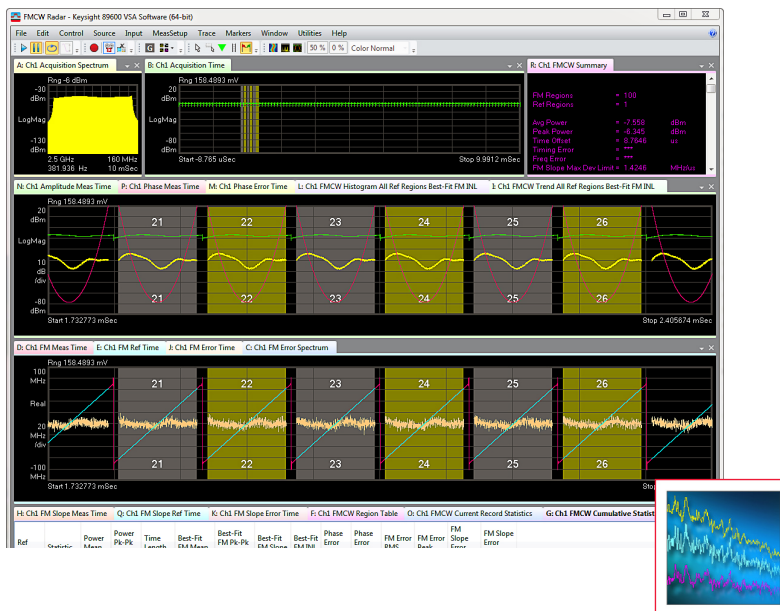 FMCW Radar - Keysight 89600 VSA Software (64-bit)
File Edit Control Source Input MeasSetup Trace Markers Window Utilities Help
50 % 0 % Color Normal
A: Ch1 Acquisition Spectrum
Rng -6 dBm
-30
dBm
LogMag
-130
dBm
2.5 GHz 160 MHz
381.936 Hz 10 mSec
B: Ch1 Acquisition Time
Rng 158.4893 mV
20
dBm
LogMag
-80
dBm
Start -8.765 uSec Stop 9.9912 mSec
R: Ch1 FMCW Summary
FM Regions = 100
Ref Regions = 1
Avg Power = -7.558 dBm
Peak Power = -6.345 dBm
Time Offset = 8.7646 us
Timing Error = ***
Freq Error = ***
FM Slope Max Dev Limit = 1.4246 MHz/us
N: Ch1 Amplitude Meas Time P: Ch1 Phase Meas Time M: Ch1 Phase Error Time L: Ch1 FMCW Histogram All Ref Regions Best-Fit FM INL I: Ch1 FMCW Trend All Ref Regions Best-Fit FM INL
Rng 158.4893 mV
20
dBm
LogMag
10
dB
/div
-80
dBm
21 22 23 24 25 26
21 22 23 24 25 26
Start 1.732773 mSec Stop 2.405674 mSec
D: Ch1 FM Meas Time E: Ch1 FM Ref Time J: Ch1 FM Error Time C: Ch1 FM Error Spectrum
Rng 158.4893 mV
100
MHz
Real
20
MHz
/div
-100
MHz
21 22 23 24 25 26
21 22 23 24 25 26
Start 1.732773 mSec
H: Ch1 FM Slope Meas Time Q: Ch1 FM Slope Ref Time K: Ch1 FM Slope Error Time F: Ch1 FMCW Region Table O: Ch1 FMCW Current Record Statistics G: Ch1 FMCW Cumulative Statist
Ref Statistic Power Mean Power Pk-Pk Time Length Best-Fit FM Mean Best-Fit FM Pk-Pk Best-Fit FM Slope Best-Fit FM INL Phase Error Phase Error FM Error RMS FM Error Peak FM Slope Error FM Slope Error